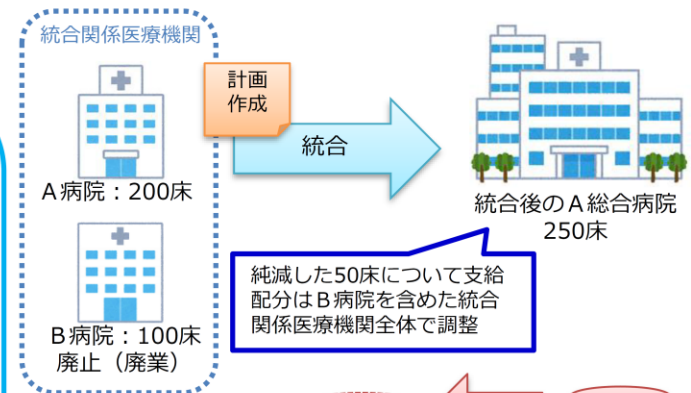 統合関係医療機関
A病院：200床
B病院：100床
廃止（廃業）
計画
作成
統合
統合後のA総合病院
250床
純減した50床について支給
配分はB病院を含めた統合
関係医療機関全体で調整